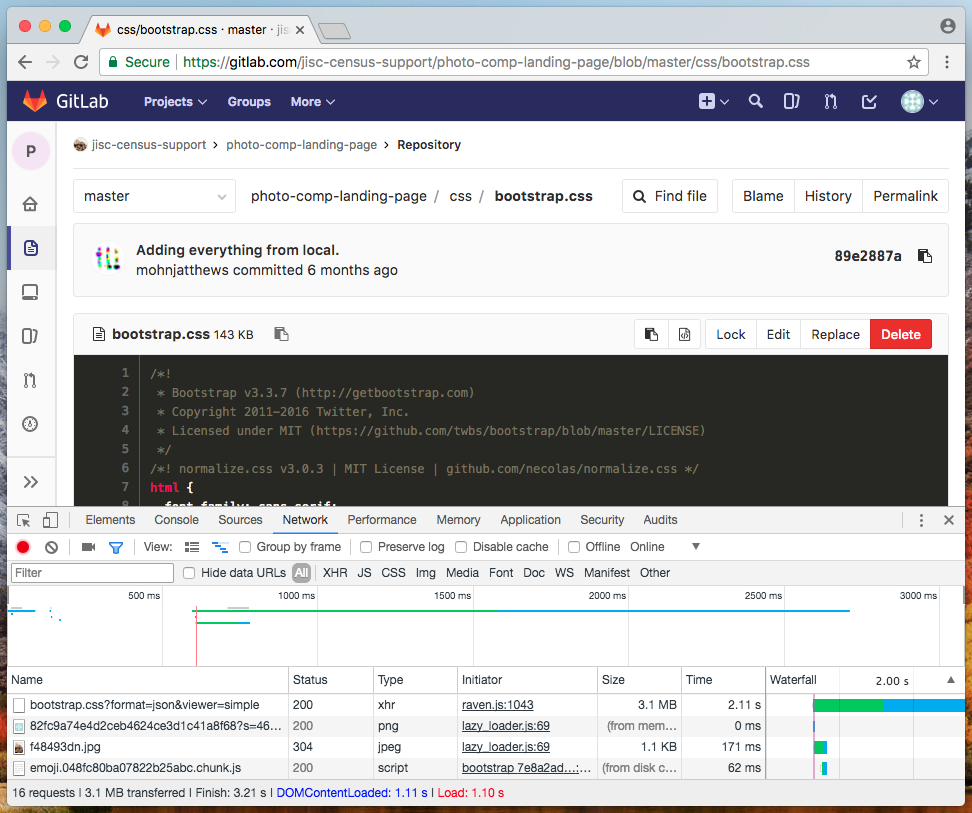 css/bootstrap.css · master · jis
Secure https://gitlab.com/jisc-census-support/photo-comp-landing-page/blob/master/css/bootstrap.css
GitLab Projects Groups More
P
jisc-census-support › photo-comp-landing-page › Repository
master photo-comp-landing-page / css / bootstrap.css Find file Blame History Permalink
Adding everything from local.
mohnjatthews committed 6 months ago
89e2887a
bootstrap.css 143 KB Lock Edit Replace Delete
1 /*!
2 * Bootstrap v3.3.7 (http://getbootstrap.com)
3 * Copyright 2011-2016 Twitter, Inc.
4 * Licensed under MIT (https://github.com/twbs/bootstrap/blob/master/LICENSE)
5 */
6 /*! normalize.css v3.0.3 | MIT License | github.com/necolas/normalize.css */
7 html {
8 font-family: sans-serif;
Elements Console Sources Network Performance Memory Application Security Audits
View: Group by frame Preserve log Disable cache Offline Online
Filter Hide data URLs All XHR JS CSS Img Media Font Doc WS Manifest Other
500 ms 1000 ms 1500 ms 2000 ms 2500 ms 3000 ms
Name Status Type Initiator Size Time Waterfall 2.00 s
bootstrap.css?format=json&viewer=simple 200 xhr raven.js:1043 3.1 MB 2.11 s
82fc9a74e4d2ceb4624ce3d1c41a8f68?s=46... 200 png lazy_loader.js:69 (from mem... 0 ms
f48493dn.jpg 304 jpeg lazy_loader.js:69 1.1 KB 171 ms
emoji.048fc80ba07822b25abc.chunk.js 200 script bootstrap 7e8a2ad...:... (from disk c... 62 ms
16 requests | 3.1 MB transferred | Finish: 3.21 s | DOMContentLoaded: 1.11 s | Load: 1.10 s